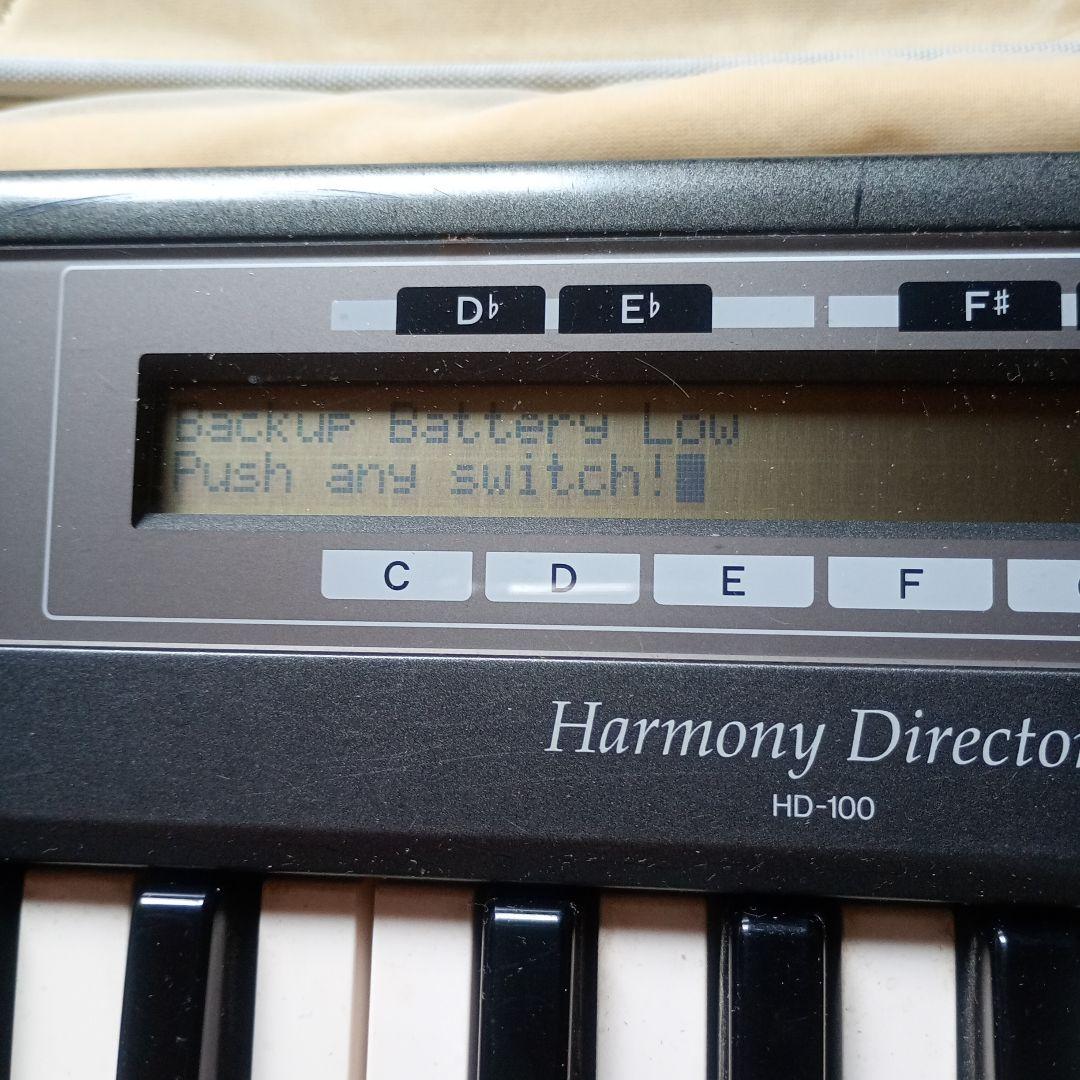 D♭ E♭ F#
Backup Battery Low
Push any switch!
C D E F
Harmony Director
HD-100